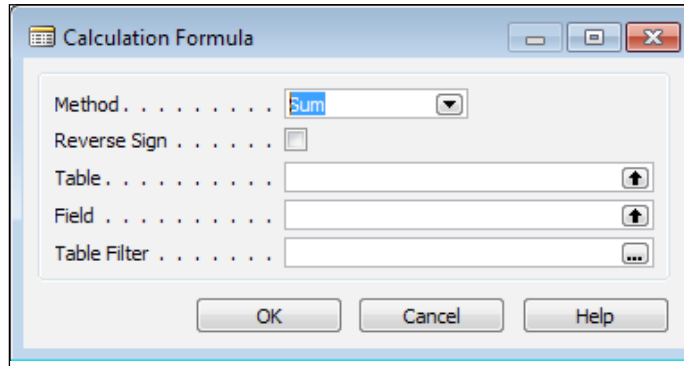 Calculation Formula
Method. . . . . . . . . Sum
Reverse Sign . . . . . .
Table. . . . . . . . . .
Field . . . . . . . . . .
Table Filter . . . . . . .
OK Cancel Help